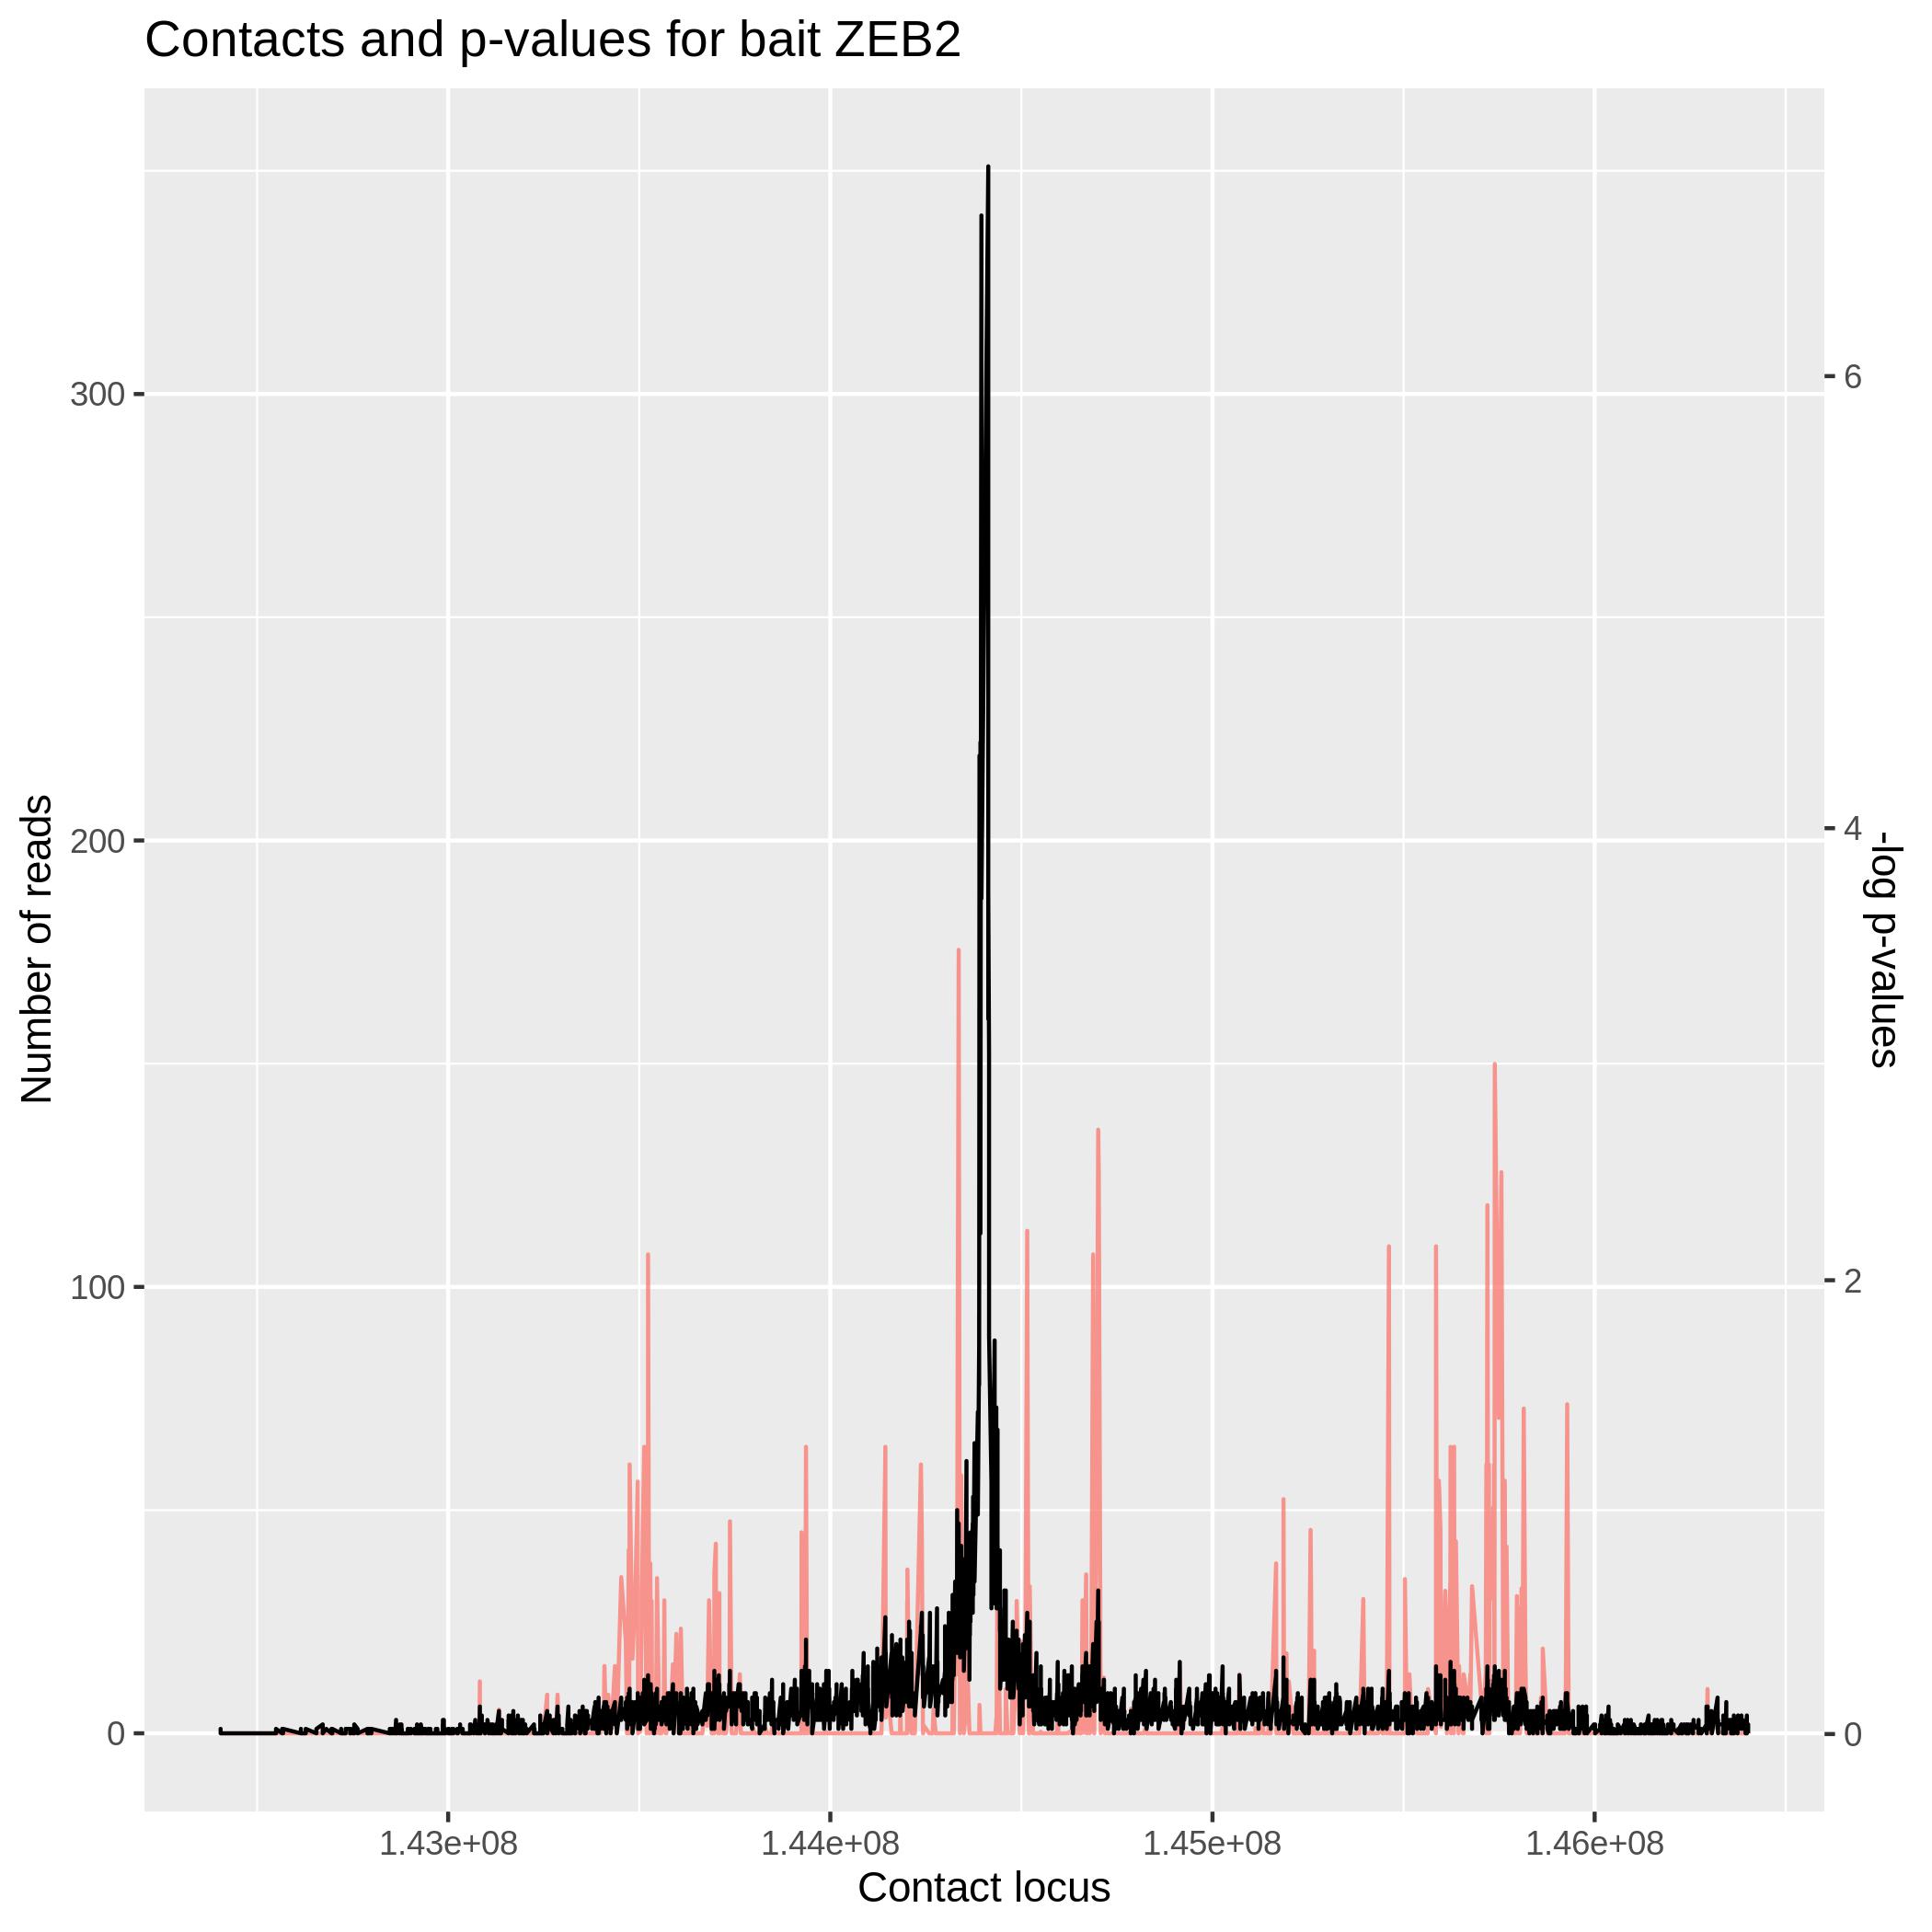 Contacts and p-values for bait ZEB2
Number of reads
300
200
100
0
6
4
2
0
-log p-values
1.43e+08
1.44e+08
1.45e+08
1.46e+08
Contact locus